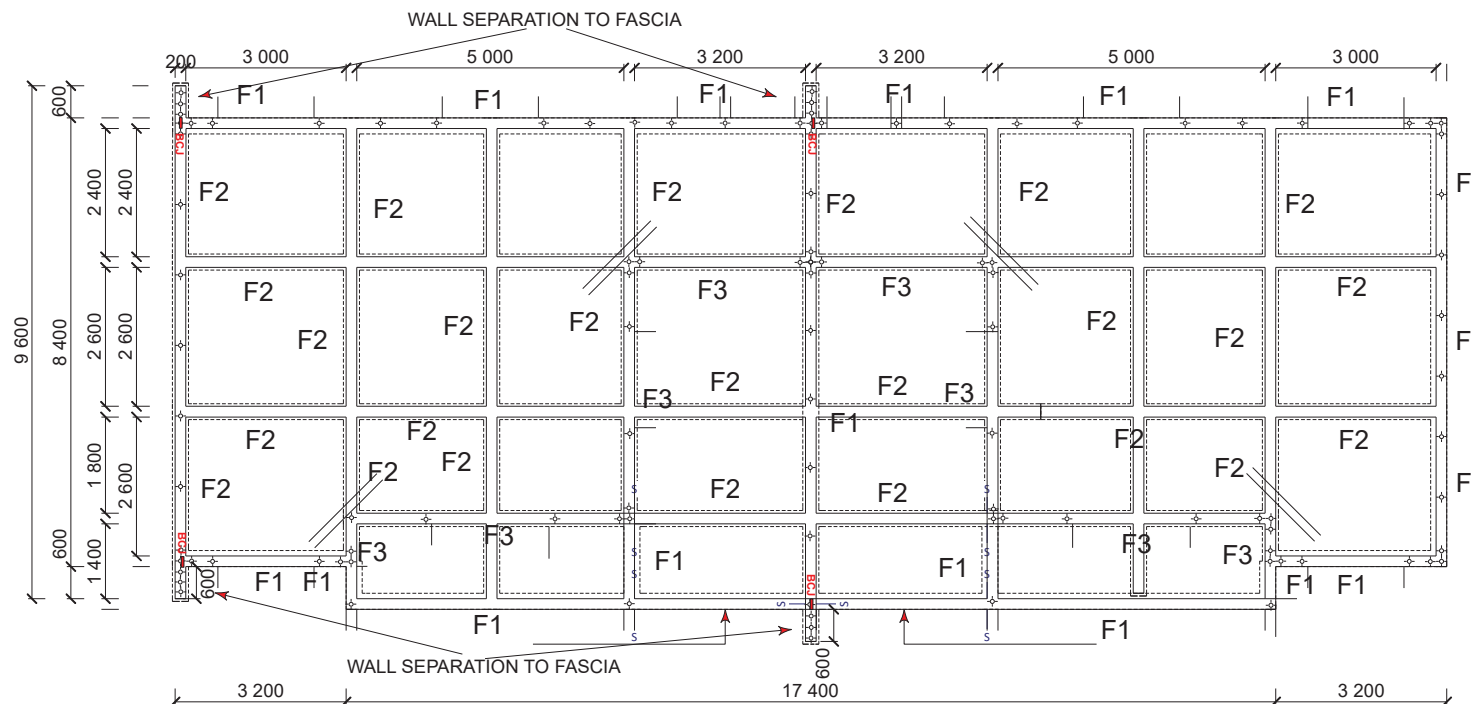 WALL SEPARATION TO FASCIA
200 3 000 5 000 3 200 3 200 5 000 3 000
600 F1 F1 F1 F1 F1 F1
BCJ BCJ
2 400 2 400 F2 F2 F2 F2 F2 F2 F
F2 F3 F3 F2
9 600 8 400 2 600 2 600 F2 F2 F2 F2 F2 F
F2 F2 F3 F3
F1
F2 F2 F2 F2
1 800 2 600 F2 F2 F2 F2 F2 F2 F
S S
600 1 400 BCJ F3 F3 F1 S S F1 F3 F3
S S
600 F1 F1 BCJ F1 F1
S S
F1 F1
S S
600
WALL SEPARATION TO FASCIA
3 200 17 400 3 200